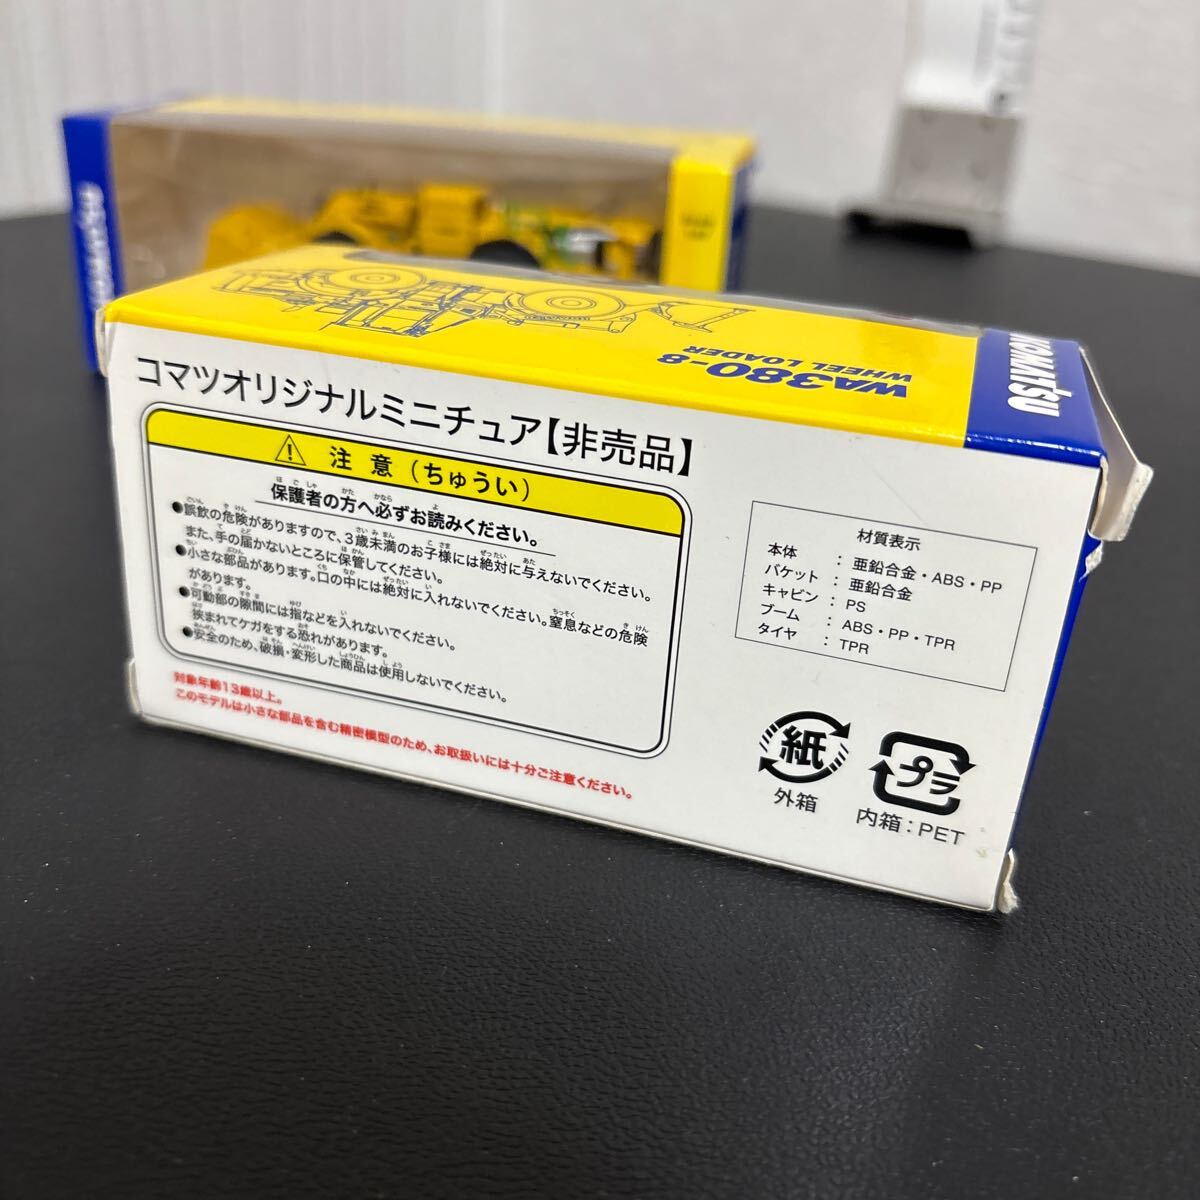 KOMATSU
WA380-8
WHEEL LOADER
KOMATSU
コマツオリジナルミニチュア【非売品】
注意（ちゅうい）
保護者の方へ必ずお読みください。
●誤飲の危険がありますので、3歳未満のお子様には絶対に与えないでください。
また、手の届かないところに保管してください。
●小さな部品があります。口の中には絶対に入れないでください。窒息などの危険
があります。
●可動部の隙間には指などを入れないでください。
挟まれてケガをする恐れがあります。
●安全のため、破損・変形した商品は使用しないでください。
対象年齢13歳以上。
このモデルは小さな部品を含む精密模型のため、お取扱いには十分ご注意ください。
材質表示
本体 ： 亜鉛合金・ABS・PP
バケット ： 亜鉛合金
キャビン ： PS
ブーム ： ABS・PP・TPR
タイヤ ： TPR
紙
外箱
プラ
内箱：PET